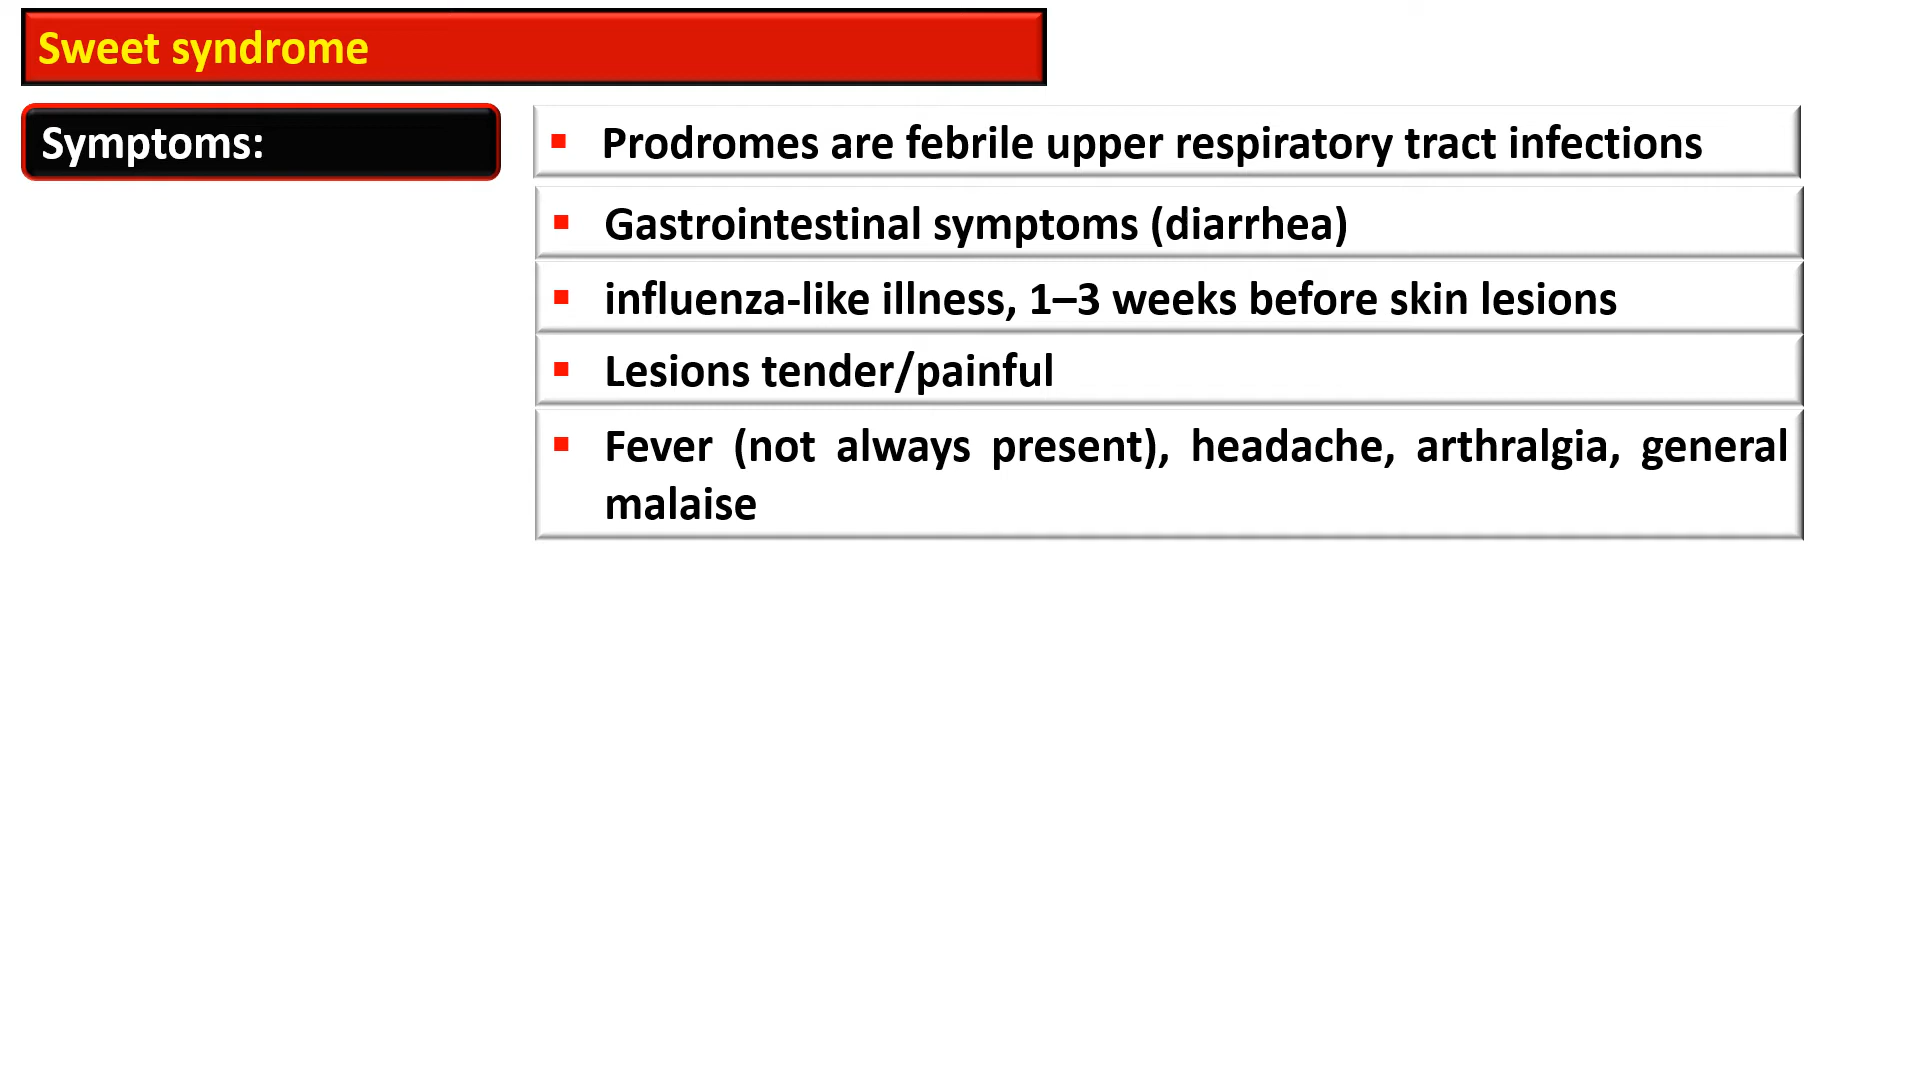 Sweet syndrome
Symptoms:
▪ Prodromes are febrile upper respiratory tract infections
▪ Gastrointestinal symptoms (diarrhea)
▪ influenza-like illness, 1–3 weeks before skin lesions
▪ Lesions tender/painful
▪ Fever (not always present), headache, arthralgia, general
malaise